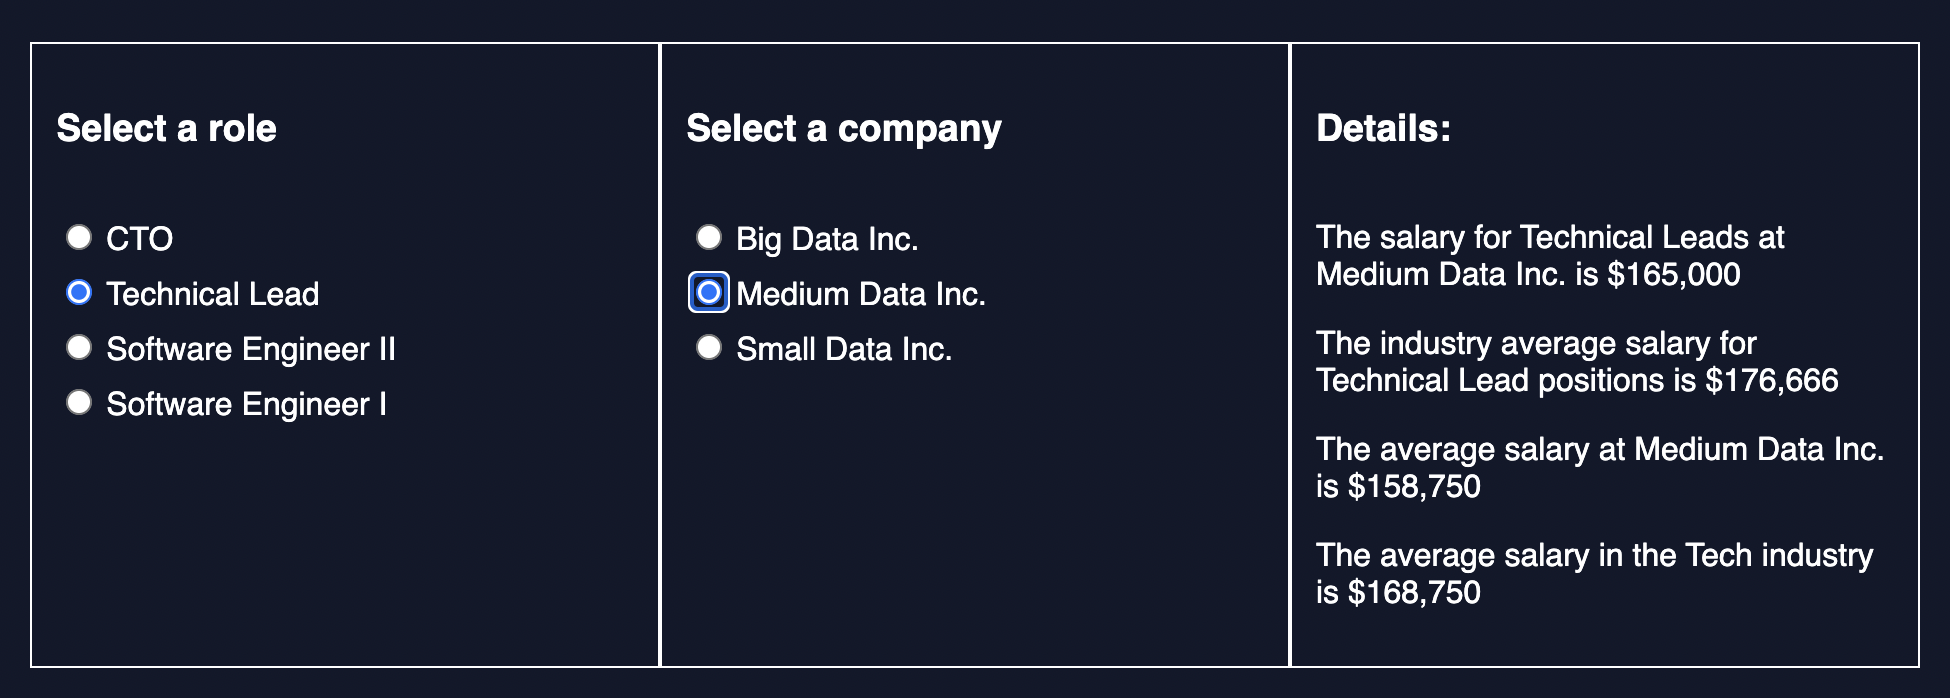 Select a role
CTO
Technical Lead
Software Engineer II
Software Engineer I
Select a company
Big Data Inc.
Medium Data Inc.
Small Data Inc.
Details:
The salary for Technical Leads at
Medium Data Inc. is $165,000
The industry average salary for
Technical Lead positions is $176,666
The average salary at Medium Data Inc.
is $158,750
The average salary in the Tech industry
is $168,750